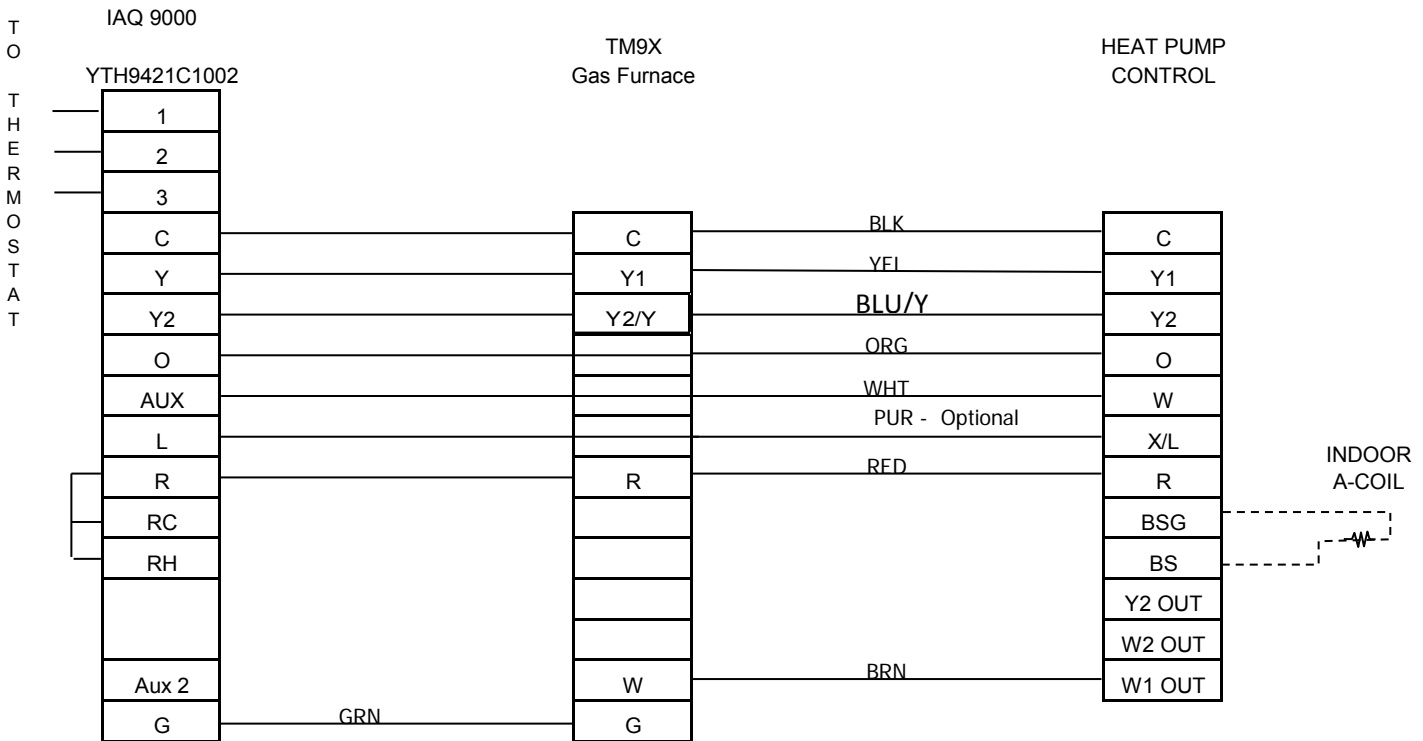 TO THERMOSTAT
IAQ 9000
YTH9421C1002
1
2
3
C
Y
Y2
O
AUX
L
R
RC
RH
Aux 2
G
GRN
TM9X
Gas Furnace
C
Y1
Y2/Y
R
W
G
BLK
YEL
BLU/Y
ORG
WHT
PUR - Optional
RED
BRN
HEAT PUMP
CONTROL
C
Y1
Y2
O
W
X/L
R
BSG
BS
Y2 OUT
W2 OUT
W1 OUT
INDOOR
A-COIL